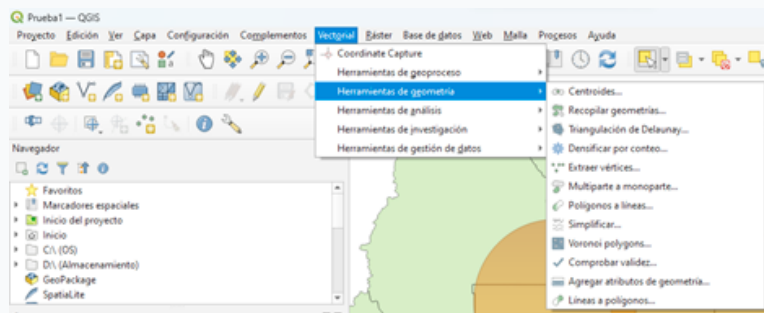 Prueba1 — QGIS
Proyecto Edición Ver Capa Configuración Complementos Vectorial Ráster Base de datos Web Malla Procesos Ayuda
Coordinate Capture
Herramientas de geoproceso
Herramientas de geometría
Herramientas de análisis
Herramientas de investigación
Herramientas de gestión de datos
Centroides...
Recopilar geometrías...
Triangulación de Delaunay...
Densificar por conteo...
Extraer vértices...
Multiparte a monoparte...
Polígonos a líneas...
Simplificar...
Voronoi polygons...
Comprobar validez...
Agregar atributos de geometría...
Líneas a polígonos...
Navegador
Favoritos
Marcadores espaciales
Inicio del proyecto
Inicio
C:\ (OS)
D:\ (Almacenamiento)
GeoPackage
SpatiaLite